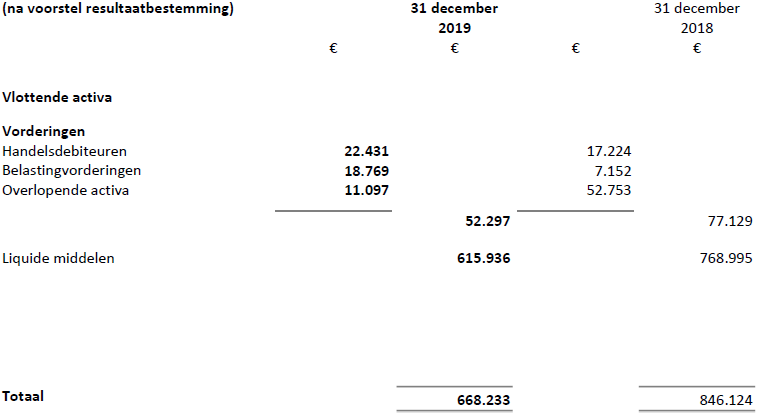 (na voorstel resultaatbestemming) 31 december 31 december
2019 2018
€ € € €
Vlottende activa
Vorderingen
Handelsdebiteuren 22.431 17.224
Belastingvorderingen 18.769 7.152
Overlopende activa 11.097 52.753
52.297 77.129
Liquide middelen 615.936 768.995
Totaal 668.233 846.124